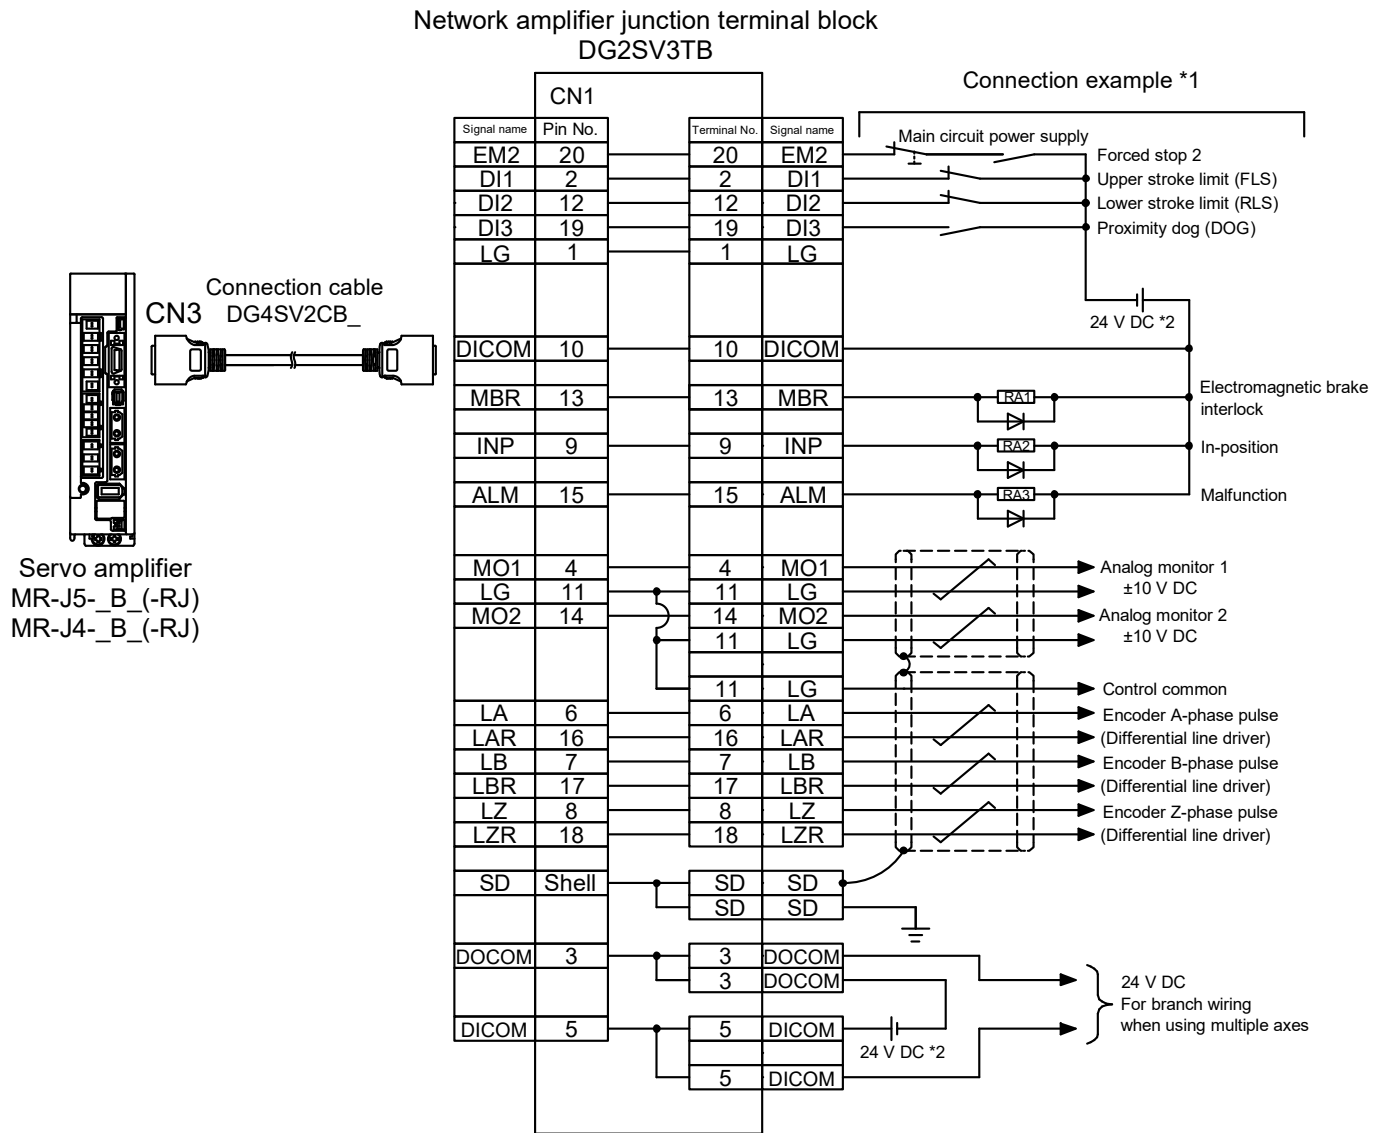 Network amplifier junction terminal block
DG2SV3TB
Connection example *1
CN1
Signal name Pin No. Terminal No. Signal name
Main circuit power supply
EM2 20 20 EM2 Forced stop 2
DI1 2 2 DI1 Upper stroke limit (FLS)
DI2 12 12 DI2 Lower stroke limit (RLS)
DI3 19 19 DI3 Proximity dog (DOG)
LG 1 1 LG
Connection cable
CN3 DG4SV2CB_
24 V DC *2
DICOM 10 10 DICOM
MBR 13 13 MBR RA1 Electromagnetic brake
interlock
INP 9 9 INP RA2 In-position
ALM 15 15 ALM RA3 Malfunction
Servo amplifier
MR-J5-_B_(-RJ)
MR-J4-_B_(-RJ)
MO1 4 4 MO1 Analog monitor 1
LG 11 11 LG ±10 V DC
MO2 14 14 MO2 Analog monitor 2
11 LG ±10 V DC
11 LG Control common
LA 6 6 LA Encoder A-phase pulse
LAR 16 16 LAR (Differential line driver)
LB 7 7 LB Encoder B-phase pulse
LBR 17 17 LBR (Differential line driver)
LZ 8 8 LZ Encoder Z-phase pulse
LZR 18 18 LZR (Differential line driver)
SD Shell SD SD
SD SD
DOCOM 3 3 DOCOM
3 DOCOM
24 V DC
For branch wiring
when using multiple axes
DICOM 5 5 DICOM
24 V DC *2
5 DICOM